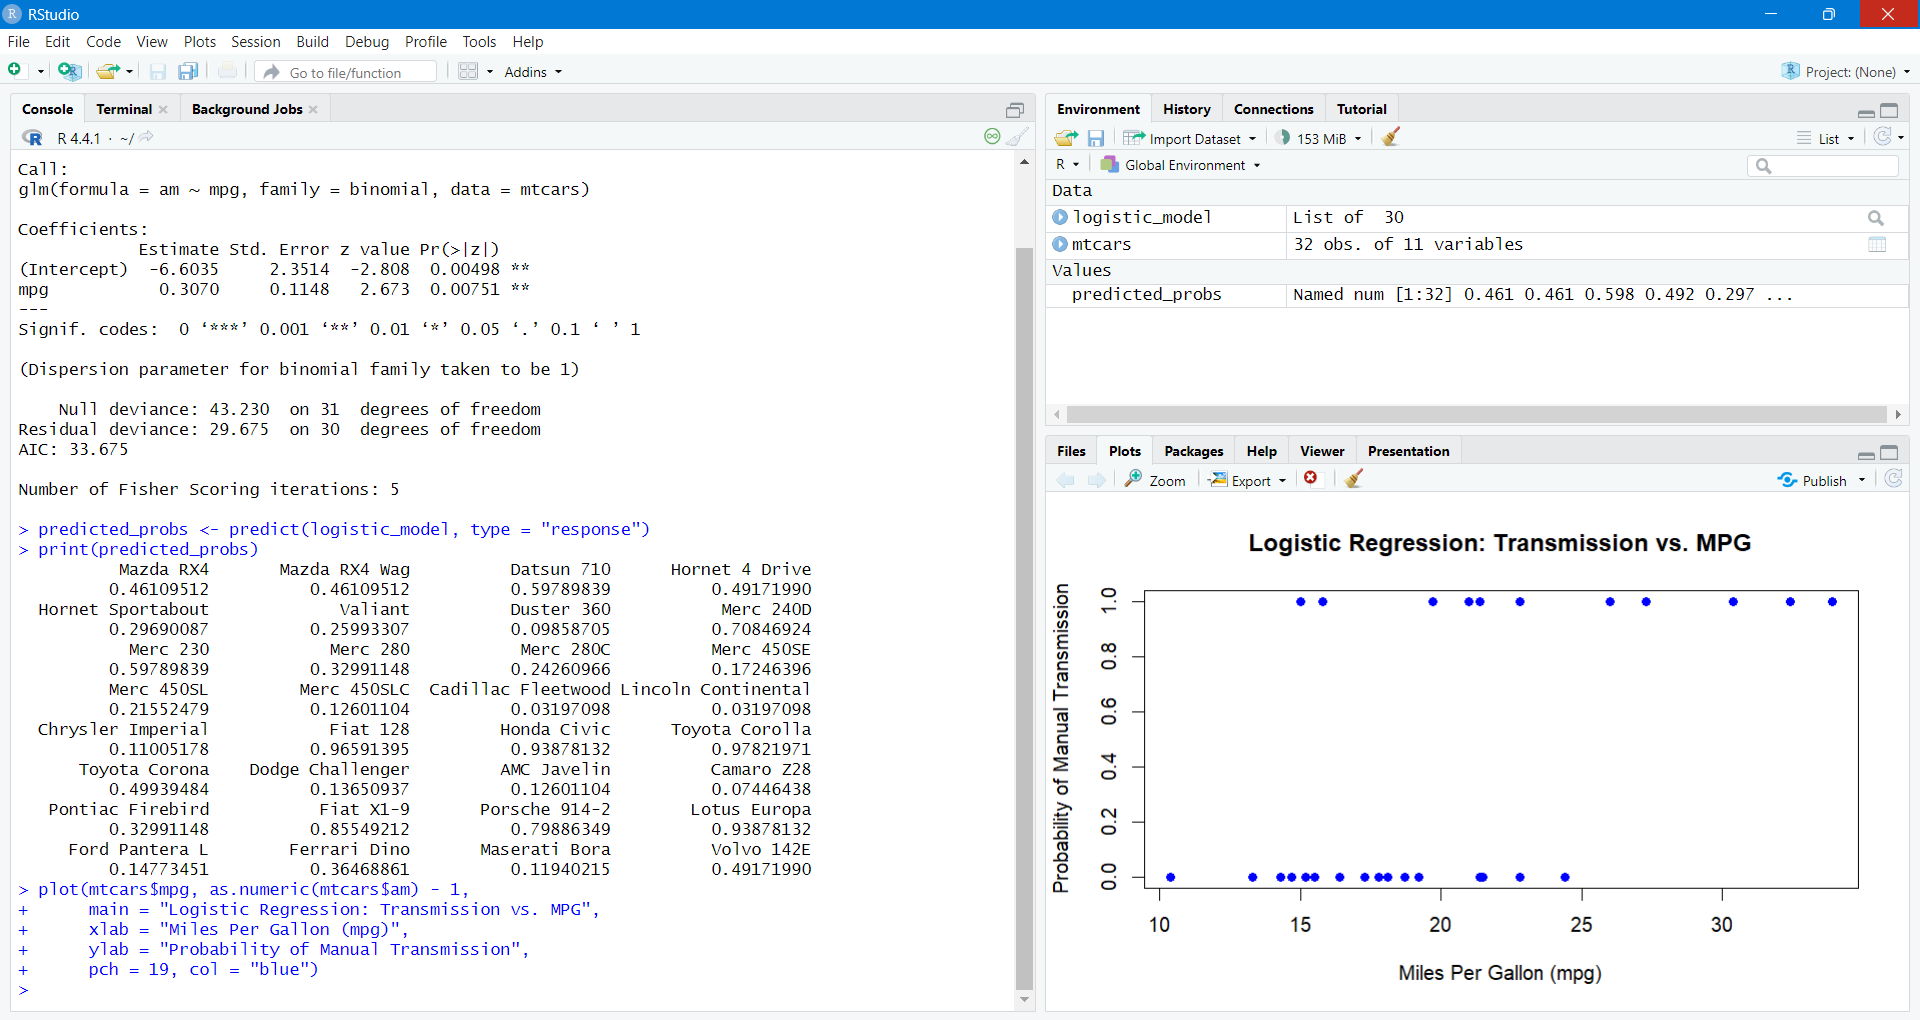 RStudio
File Edit Code View Plots Session Build Debug Profile Tools Help
Go to file/function Addins Project: (None)
Console Terminal Background Jobs
R 4.4.1 · ~/
Call:
glm(formula = am ~ mpg, family = binomial, data = mtcars)
Coefficients:
Estimate Std. Error z value Pr(>|z|)
(Intercept) -6.6035 2.3514 -2.808 0.00498 **
mpg 0.3070 0.1148 2.673 0.00751 **
---
Signif. codes: 0 ‘***’ 0.001 ‘**’ 0.01 ‘*’ 0.05 ‘.’ 0.1 ‘ ’ 1
(Dispersion parameter for binomial family taken to be 1)
Null deviance: 43.230 on 31 degrees of freedom
Residual deviance: 29.675 on 30 degrees of freedom
AIC: 33.675
Number of Fisher Scoring iterations: 5
> predicted_probs <- predict(logistic_model, type = "response")
> print(predicted_probs)
Mazda RX4 Mazda RX4 Wag Datsun 710 Hornet 4 Drive
0.46109512 0.46109512 0.59789839 0.49171990
Hornet Sportabout Valiant Duster 360 Merc 240D
0.29690087 0.25993307 0.09858705 0.70846924
Merc 230 Merc 280 Merc 280C Merc 450SE
0.59789839 0.32991148 0.24260966 0.17246396
Merc 450SL Merc 450SLC Cadillac Fleetwood Lincoln Continental
0.21552479 0.12601104 0.03197098 0.03197098
Chrysler Imperial Fiat 128 Honda Civic Toyota Corolla
0.11005178 0.96591395 0.93878132 0.97821971
Toyota Corona Dodge Challenger AMC Javelin Camaro Z28
0.49939484 0.13650937 0.12601104 0.07446438
Pontiac Firebird Fiat X1-9 Porsche 914-2 Lotus Europa
0.32991148 0.85549212 0.79886349 0.93878132
Ford Pantera L Ferrari Dino Maserati Bora Volvo 142E
0.14773451 0.36468861 0.11940215 0.49171990
> plot(mtcars$mpg, as.numeric(mtcars$am) - 1,
+ main = "Logistic Regression: Transmission vs. MPG",
+ xlab = "Miles Per Gallon (mpg)",
+ ylab = "Probability of Manual Transmission",
+ pch = 19, col = "blue")
>
Environment History Connections Tutorial
Import Dataset 153 MiB List
R Global Environment
Data
logistic_model List of 30
mtcars 32 obs. of 11 variables
Values
predicted_probs Named num [1:32] 0.461 0.461 0.598 0.492 0.297 ...
Files Plots Packages Help Viewer Presentation
Zoom Export Publish
Logistic Regression: Transmission vs. MPG
Probability of Manual Transmission
1.0
0.8
0.6
0.4
0.2
0.0
10 15 20 25 30
Miles Per Gallon (mpg)